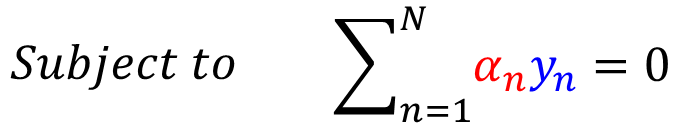 Subject to ∑_{n=1}^{N} α_n y_n = 0